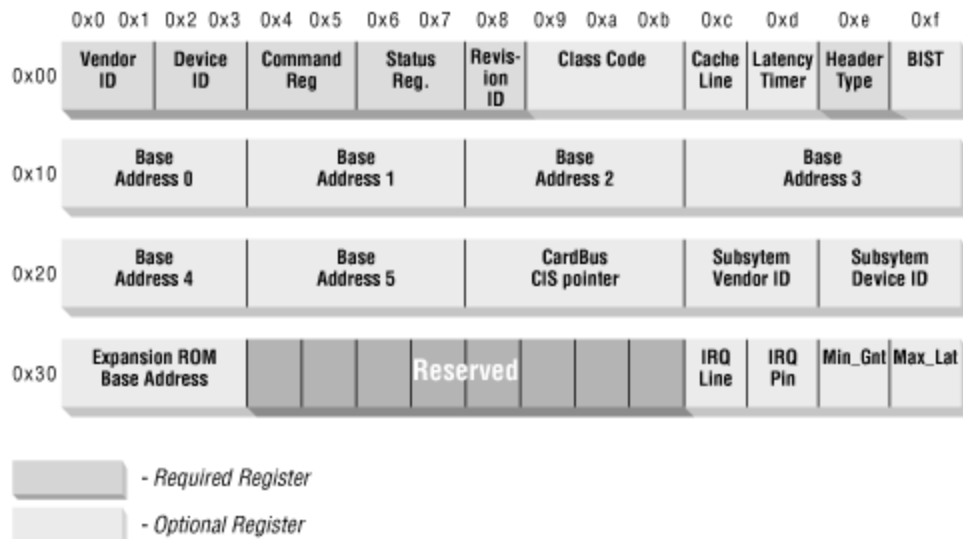 0x0 0x1 0x2 0x3 0x4 0x5 0x6 0x7 0x8 0x9 0xa 0xb 0xc 0xd 0xe 0xf
0x00
Vendor
ID
Device
ID
Command
Reg
Status
Reg.
Revis-
ion
ID
Class Code
Cache
Line
Latency
Timer
Header
Type
BIST
0x10
Base
Address 0
Base
Address 1
Base
Address 2
Base
Address 3
0x20
Base
Address 4
Base
Address 5
CardBus
CIS pointer
Subsytem
Vendor ID
Subsytem
Device ID
0x30
Expansion ROM
Base Address
Reserved
IRQ
Line
IRQ
Pin
Min_Gnt
Max_Lat
- Required Register
- Optional Register